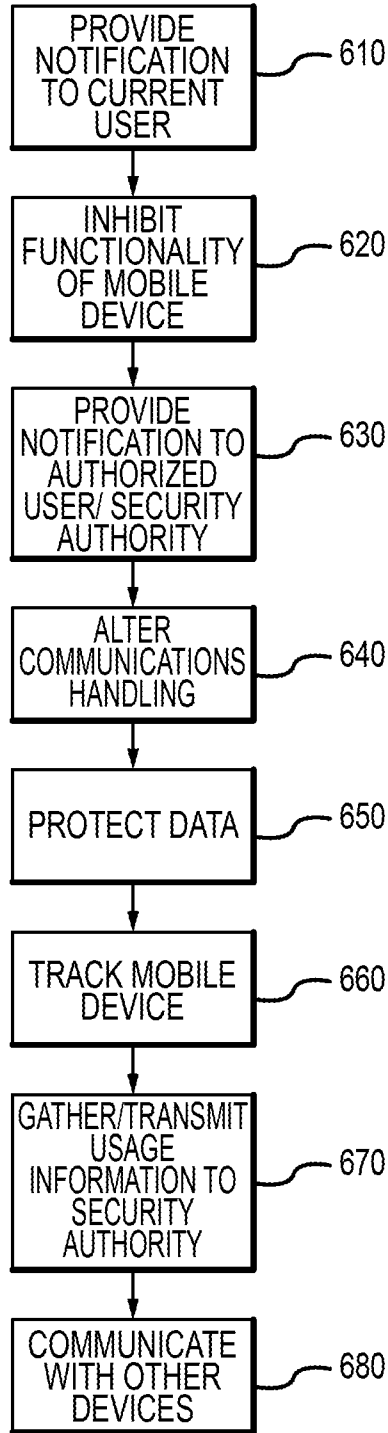 PROVIDE
NOTIFICATION
TO CURRENT
USER
610
INHIBIT
FUNCTIONALITY
OF MOBILE
DEVICE
620
PROVIDE
NOTIFICATION TO
AUTHORIZED
USER/ SECURITY
AUTHORITY
630
ALTER
COMMUNICATIONS
HANDLING
640
PROTECT DATA
650
TRACK MOBILE
DEVICE
660
GATHER/TRANSMIT
USAGE
INFORMATION TO
SECURITY
AUTHORITY
670
COMMUNICATE
WITH OTHER
DEVICES
680